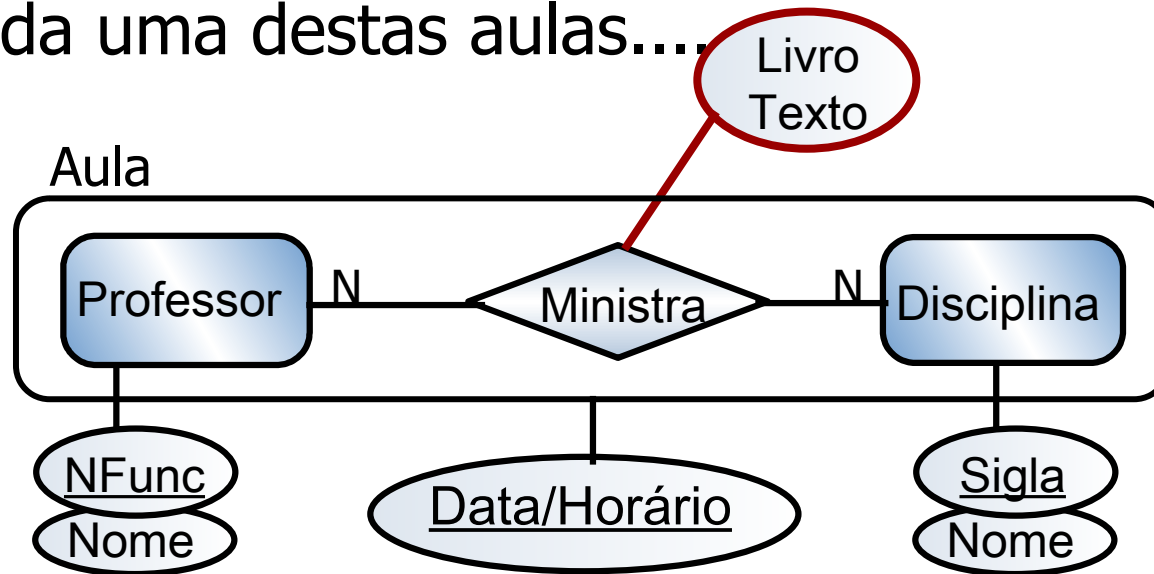 da uma destas aulas....
Livro
Texto
Aula
Professor N Ministra N Disciplina
NFunc
Nome
Data/Horário
Sigla
Nome